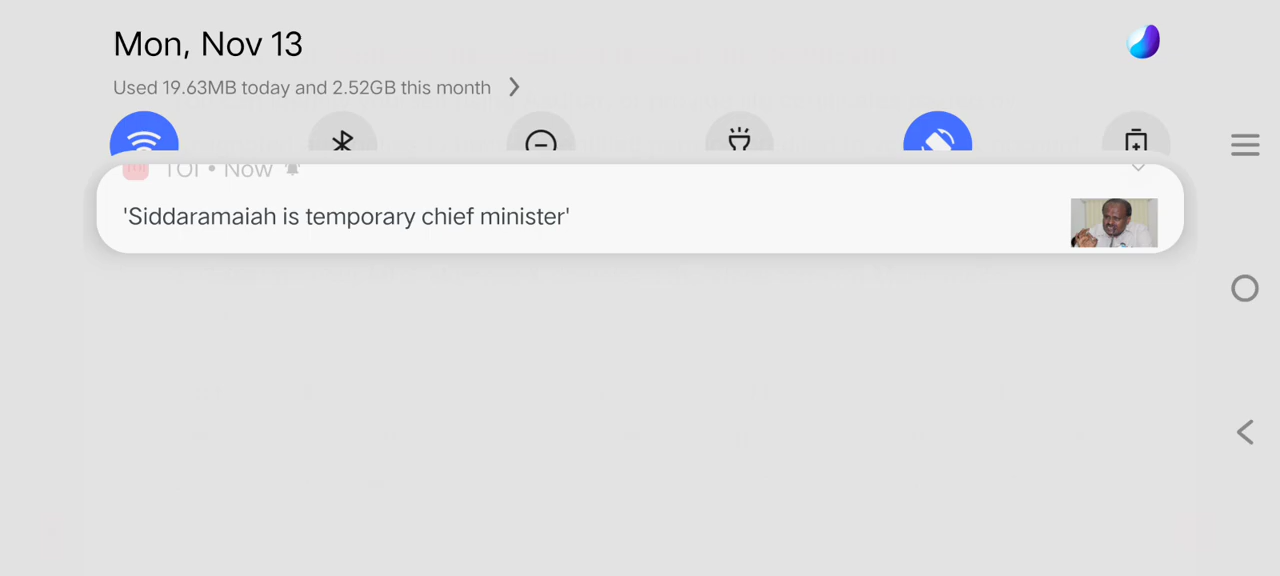 Mon, Nov 13
Used 19.63MB today and 2.52GB this month
TOI • Now
'Siddaramaiah is temporary chief minister'